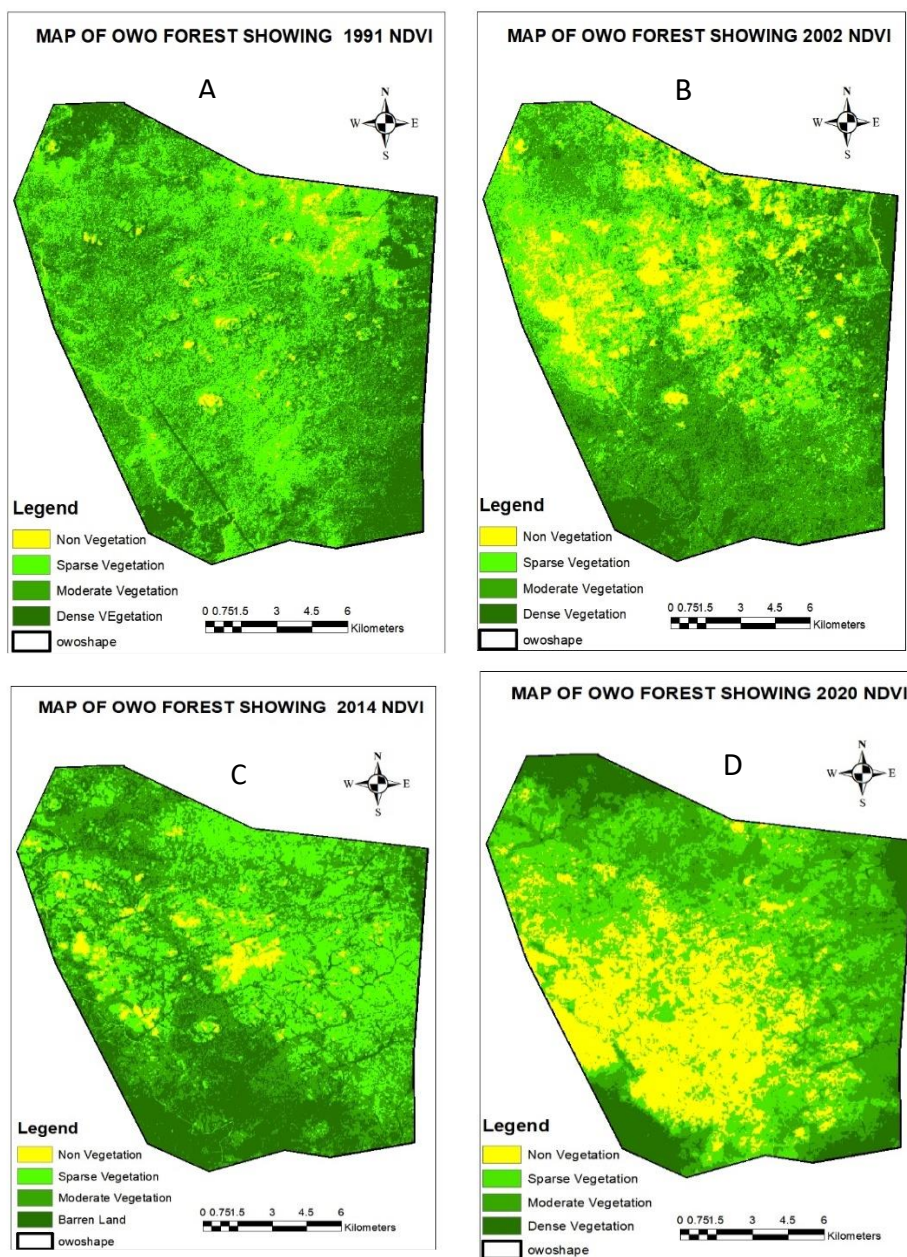 MAP OF OWO FOREST SHOWING 1991 NDVI
A
N
W E
S
Legend
Non Vegetation
Sparse Vegetation
Moderate Vegetation
Dense VEgetation
owoshape
0 0.751.5 3 4.5 6
Kilometers
MAP OF OWO FOREST SHOWING 2002 NDVI
B
N
W E
S
Legend
Non Vegetation
Sparse Vegetation
Moderate Vegetation
Dense Vegetation
owoshape
0 0.751.5 3 4.5 6
Kilometers
MAP OF OWO FOREST SHOWING 2014 NDVI
C
N
W E
S
Legend
Non Vegetation
Sparse Vegetation
Moderate Vegetation
Barren Land
owoshape
0 0.751.5 3 4.5 6
Kilometers
MAP OF OWO FOREST SHOWING 2020 NDVI
D
N
W E
S
Legend
Non Vegetation
Sparse Vegetation
Moderate Vegetation
Dense Vegetation
owoshape
0 0.751.5 3 4.5 6
Kilometers